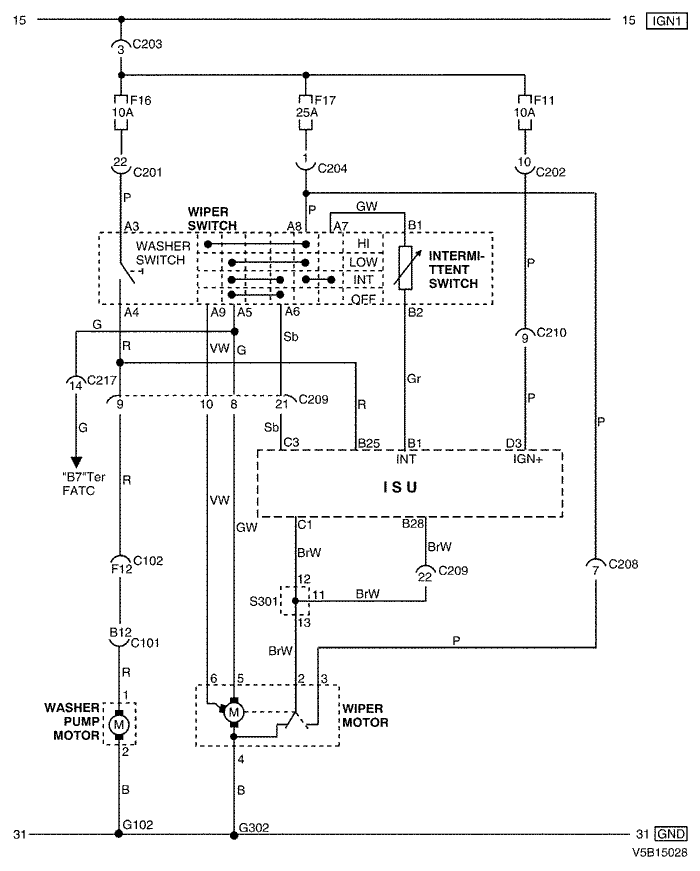 15 15 IGN1
3 C203
F16 F17 F11
10A 25A 10A
22 C201 1 C204 10 C202
P WIPER P GW
A3 SWITCH A8 A7 B1
WASHER HI
SWITCH LOW INTERMI-
INT TTENT
OFF SWITCH P
A4 A9 A5 A6 B2
G R VW G Sb 9 C210
14 C217 Gr
9 10 8 21 C209 R P P
G Sb
C3 B25 B1 D3
INT IGN+
"B7"Ter
FATC
R VW I S U
GW C1 B28
BrW BrW
F12 C102 22 C209 7 C208
12
S301 11 BrW
13
B12 C101 BrW P
R 6 5 2 3
1
WASHER
PUMP M M WIPER
MOTOR MOTOR
2 4
B B
31 G102 G302 31 GND
V5B15028